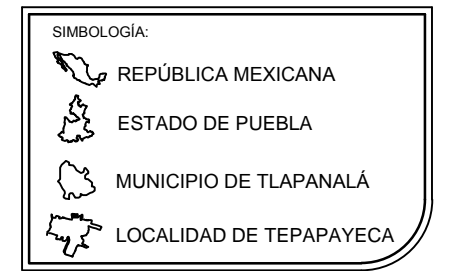 SIMBOLOGÍA:
REPÚBLICA MEXICANA
ESTADO DE PUEBLA
MUNICIPIO DE TLAPANALÁ
LOCALIDAD DE TEPAPAYECA